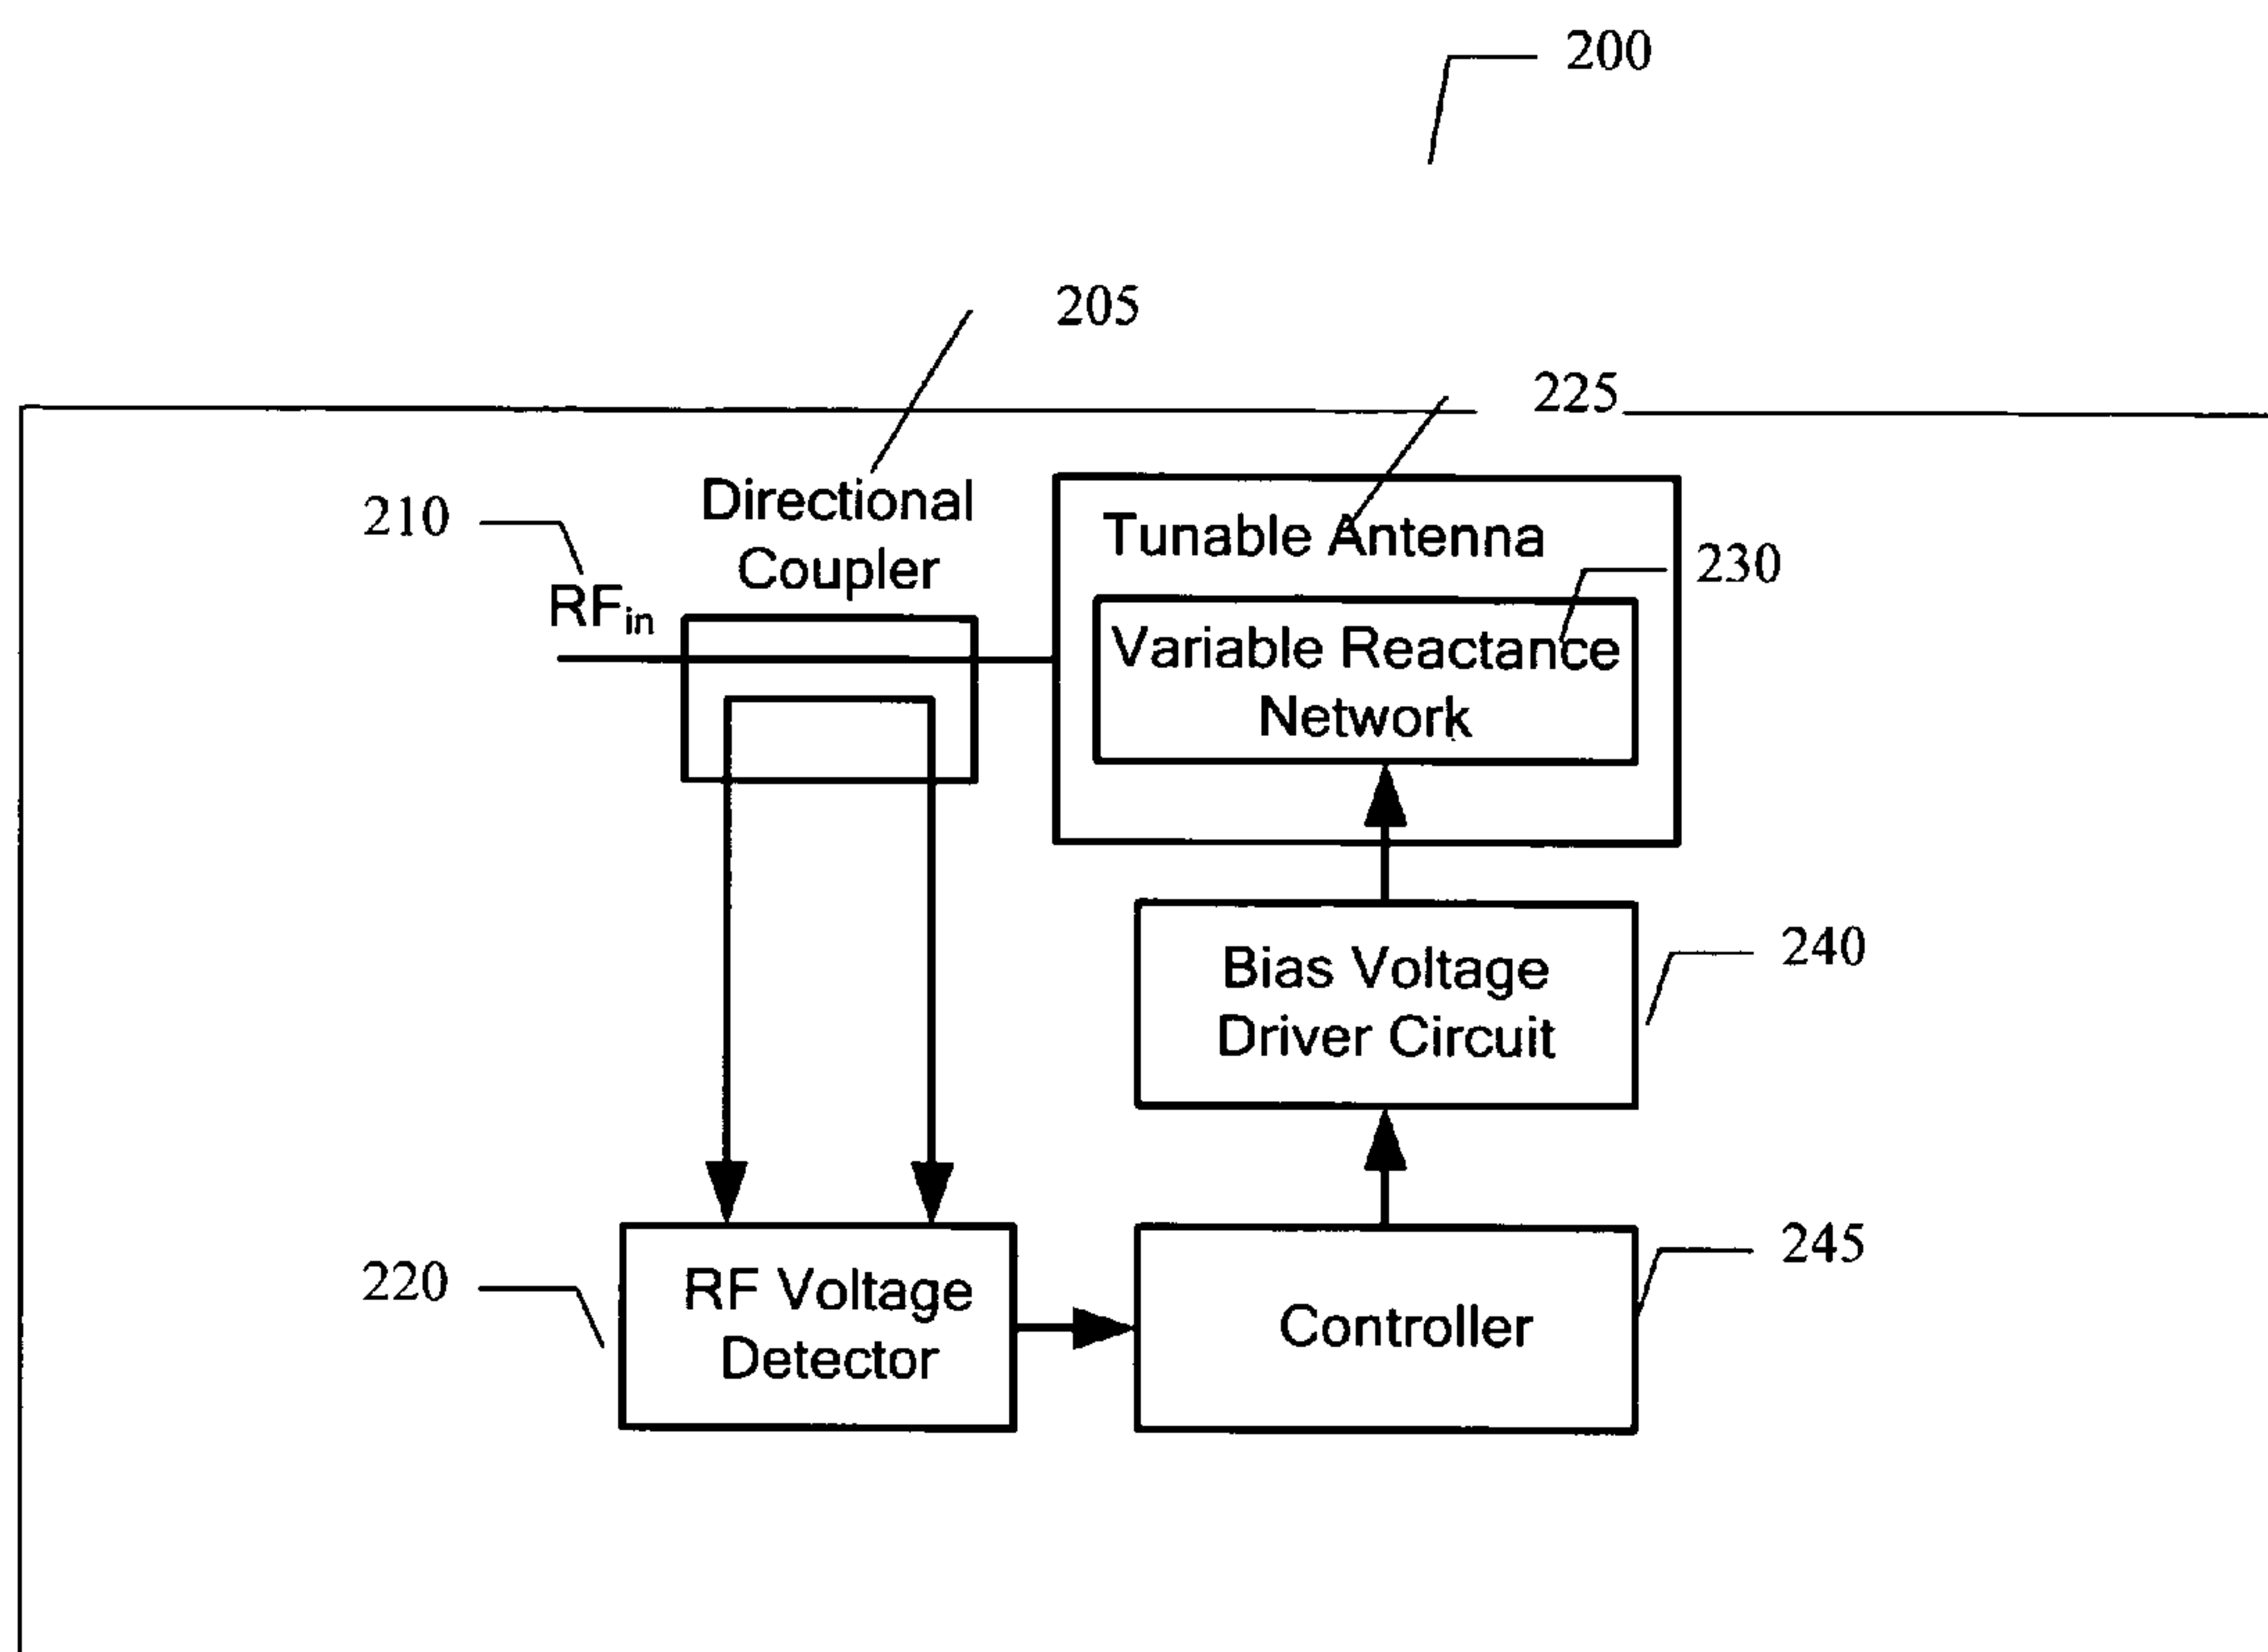 200
205
225
Directional
Coupler
210
RFin
Tunable Antenna
230
Variable Reactance
Network
240
Bias Voltage
Driver Circuit
220
RF Voltage
Detector
245
Controller